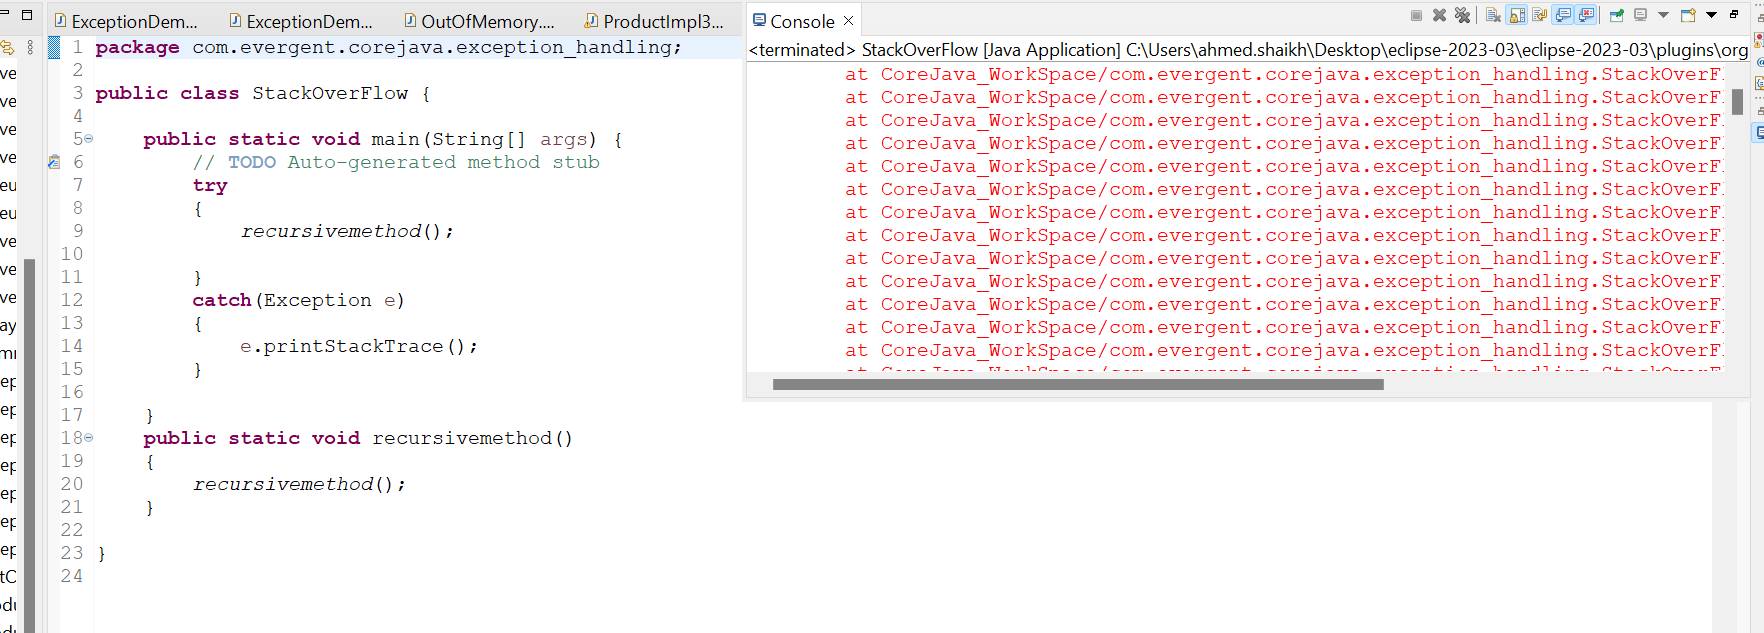 ExceptionDem... ExceptionDem... OutOfMemory.... ProductImpl3...
1 package com.evergent.corejava.exception_handling;
2
3 public class StackOverFlow {
4
5 public static void main(String[] args) {
6 // TODO Auto-generated method stub
7 try
8 {
9 recursivemethod();
10
11 }
12 catch(Exception e)
13 {
14 e.printStackTrace();
15 }
16
17 }
18 public static void recursivemethod()
19 {
20 recursivemethod();
21 }
22
23 }
24
Console
<terminated> StackOverFlow [Java Application] C:\Users\ahmed.shaikh\Desktop\eclipse-2023-03\eclipse-2023-03\plugins\org
at CoreJava_WorkSpace/com.evergent.corejava.exception_handling.StackOverF
at CoreJava_WorkSpace/com.evergent.corejava.exception_handling.StackOverF
at CoreJava_WorkSpace/com.evergent.corejava.exception_handling.StackOverF
at CoreJava_WorkSpace/com.evergent.corejava.exception_handling.StackOverF
at CoreJava_WorkSpace/com.evergent.corejava.exception_handling.StackOverF
at CoreJava_WorkSpace/com.evergent.corejava.exception_handling.StackOverF
at CoreJava_WorkSpace/com.evergent.corejava.exception_handling.StackOverF
at CoreJava_WorkSpace/com.evergent.corejava.exception_handling.StackOverF
at CoreJava_WorkSpace/com.evergent.corejava.exception_handling.StackOverF
at CoreJava_WorkSpace/com.evergent.corejava.exception_handling.StackOverF
at CoreJava_WorkSpace/com.evergent.corejava.exception_handling.StackOverF
at CoreJava_WorkSpace/com.evergent.corejava.exception_handling.StackOverF
at CoreJava_WorkSpace/com.evergent.corejava.exception_handling.StackOverF